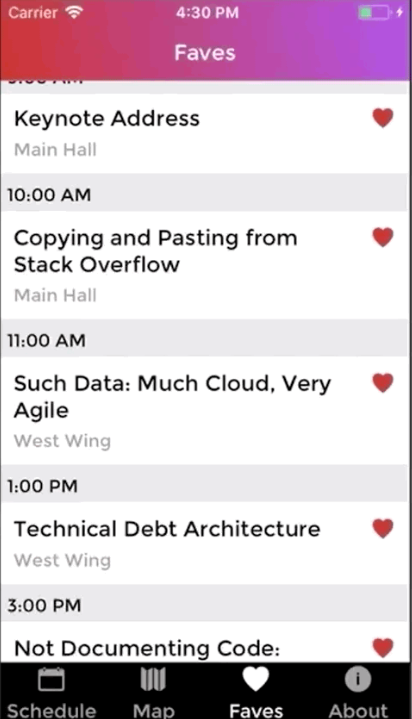 Carrier 4:30 PM
Faves
Keynote Address
Main Hall
10:00 AM
Copying and Pasting from
Stack Overflow
Main Hall
11:00 AM
Such Data: Much Cloud, Very
Agile
West Wing
1:00 PM
Technical Debt Architecture
West Wing
3:00 PM
Not Documenting Code:
Schedule Map Faves About